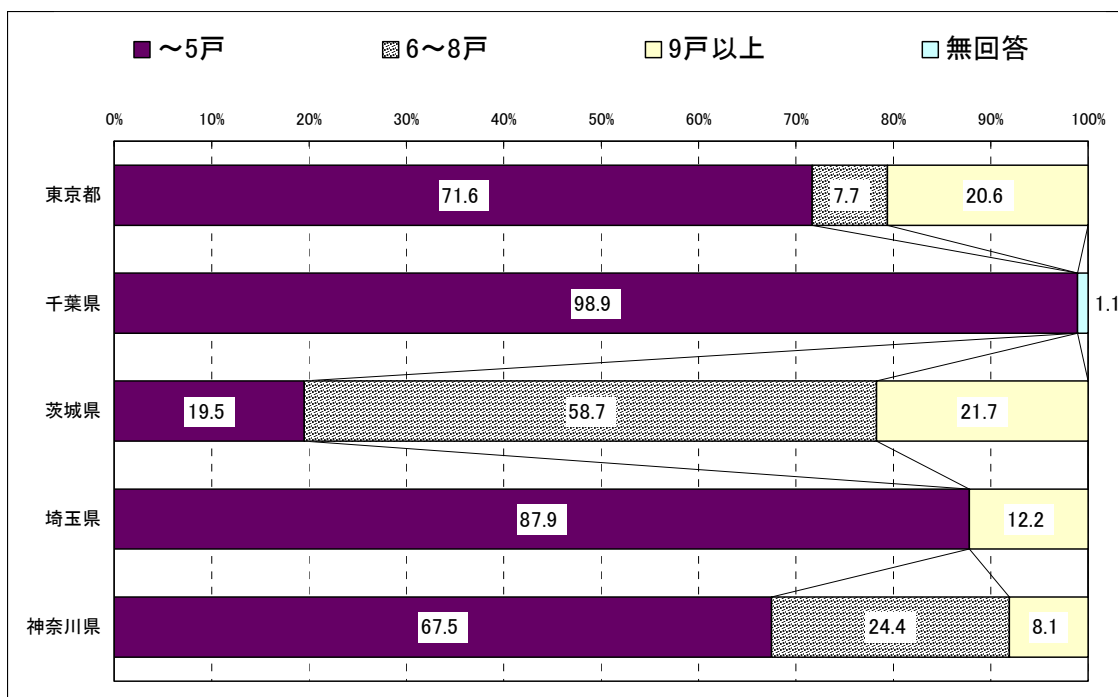 ～5戸 6～8戸 9戸以上 無回答
0% 10% 20% 30% 40% 50% 60% 70% 80% 90% 100%
東京都 71.6 7.7 20.6
千葉県 98.9 1.1
茨城県 19.5 58.7 21.7
埼玉県 87.9 12.2
神奈川県 67.5 24.4 8.1